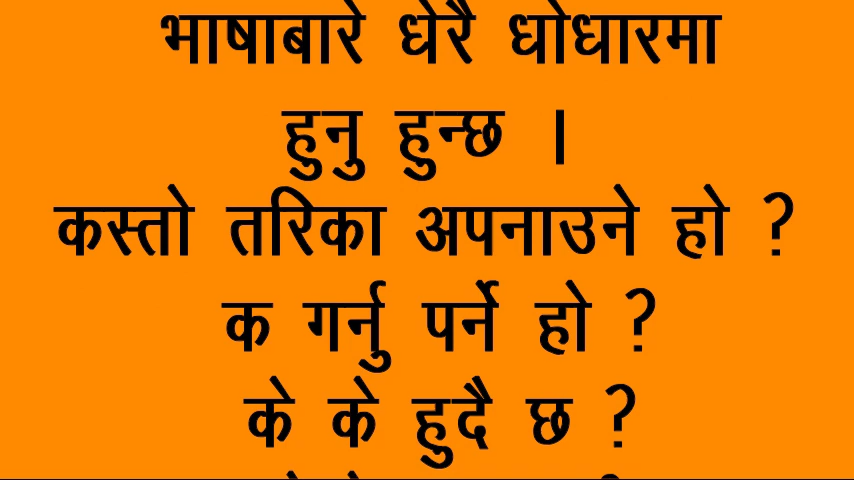 भाषाबारे धेरै धोधारमा
हुनु हुन्छ ।
कस्तो तरिका अपनाउने हो ?
क गर्नु पर्ने हो ?
के के हुदै छ ?